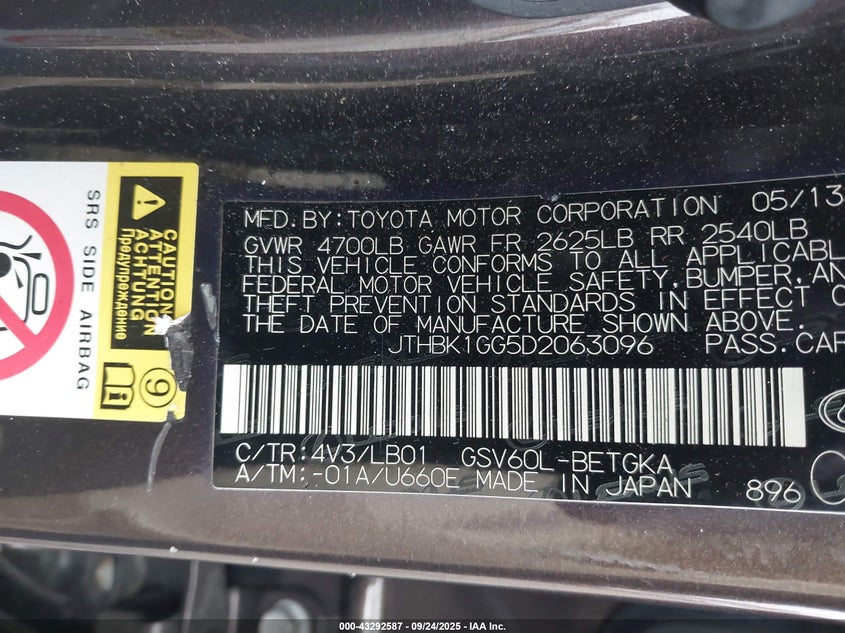 MFD.BY:TOYOTA MOTOR CORPORATION 05/13
GVWR 4700LB GAWR FR 2625LB RR 2540LB
THIS VEHICLE CONFORMS TO ALL APPLICABL
FEDERAL MOTOR VEHICLE SAFETY,BUMPER,AN
THEFT PREVENTION STANDARDS IN EFFECT
THE DATE OF MANUFACTURE SHOWN ABOVE.
JTHBK1GG5D2063096 PASS.CAR
C/TR:4V3/LB01 GSV60L-BETGKA
A/TM:-01A/U660E MADE IN JAPAN 896
SRS SIDE AIRBAG
CAUTION
ATTENTION
ACHTUNG
Предупреждение
9
000-43292587 - 09/24/2025 - IAA Inc.